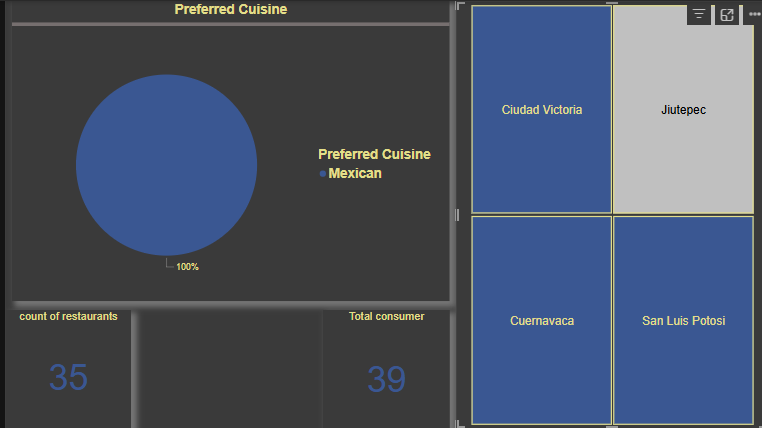 Preferred Cuisine
Preferred Cuisine
Mexican
100%
count of restaurants
35
Total consumer
39
Ciudad Victoria
Jiutepec
Cuernavaca
San Luis Potosi